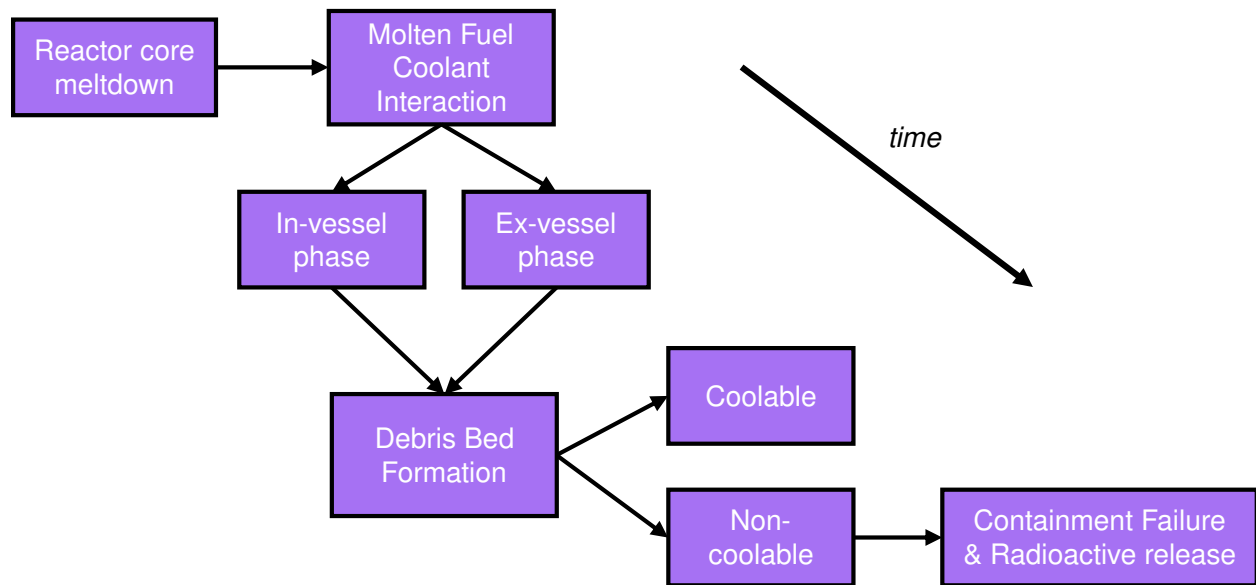 Reactor core
meltdown
Molten Fuel
Coolant
Interaction
time
In-vessel
phase
Ex-vessel
phase
Debris Bed
Formation
Coolable
Non-
coolable
Containment Failure
& Radioactive release